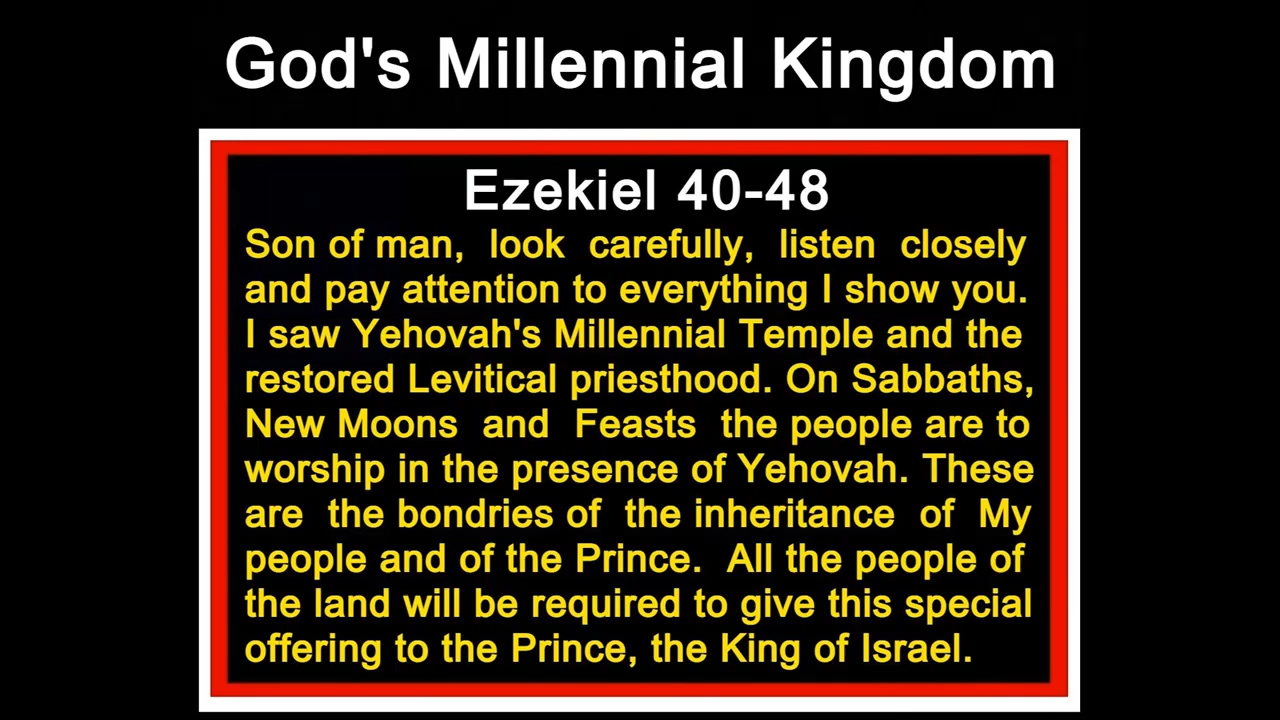 God's Millennial Kingdom
Ezekiel 40-48
Son of man, look carefully, listen closely
and pay attention to everything I show you.
I saw Yehovah's Millennial Temple and the
restored Levitical priesthood. On Sabbaths,
New Moons and Feasts the people are to
worship in the presence of Yehovah. These
are the bondries of the inheritance of My
people and of the Prince. All the people of
the land will be required to give this special
offering to the Prince, the King of Israel.